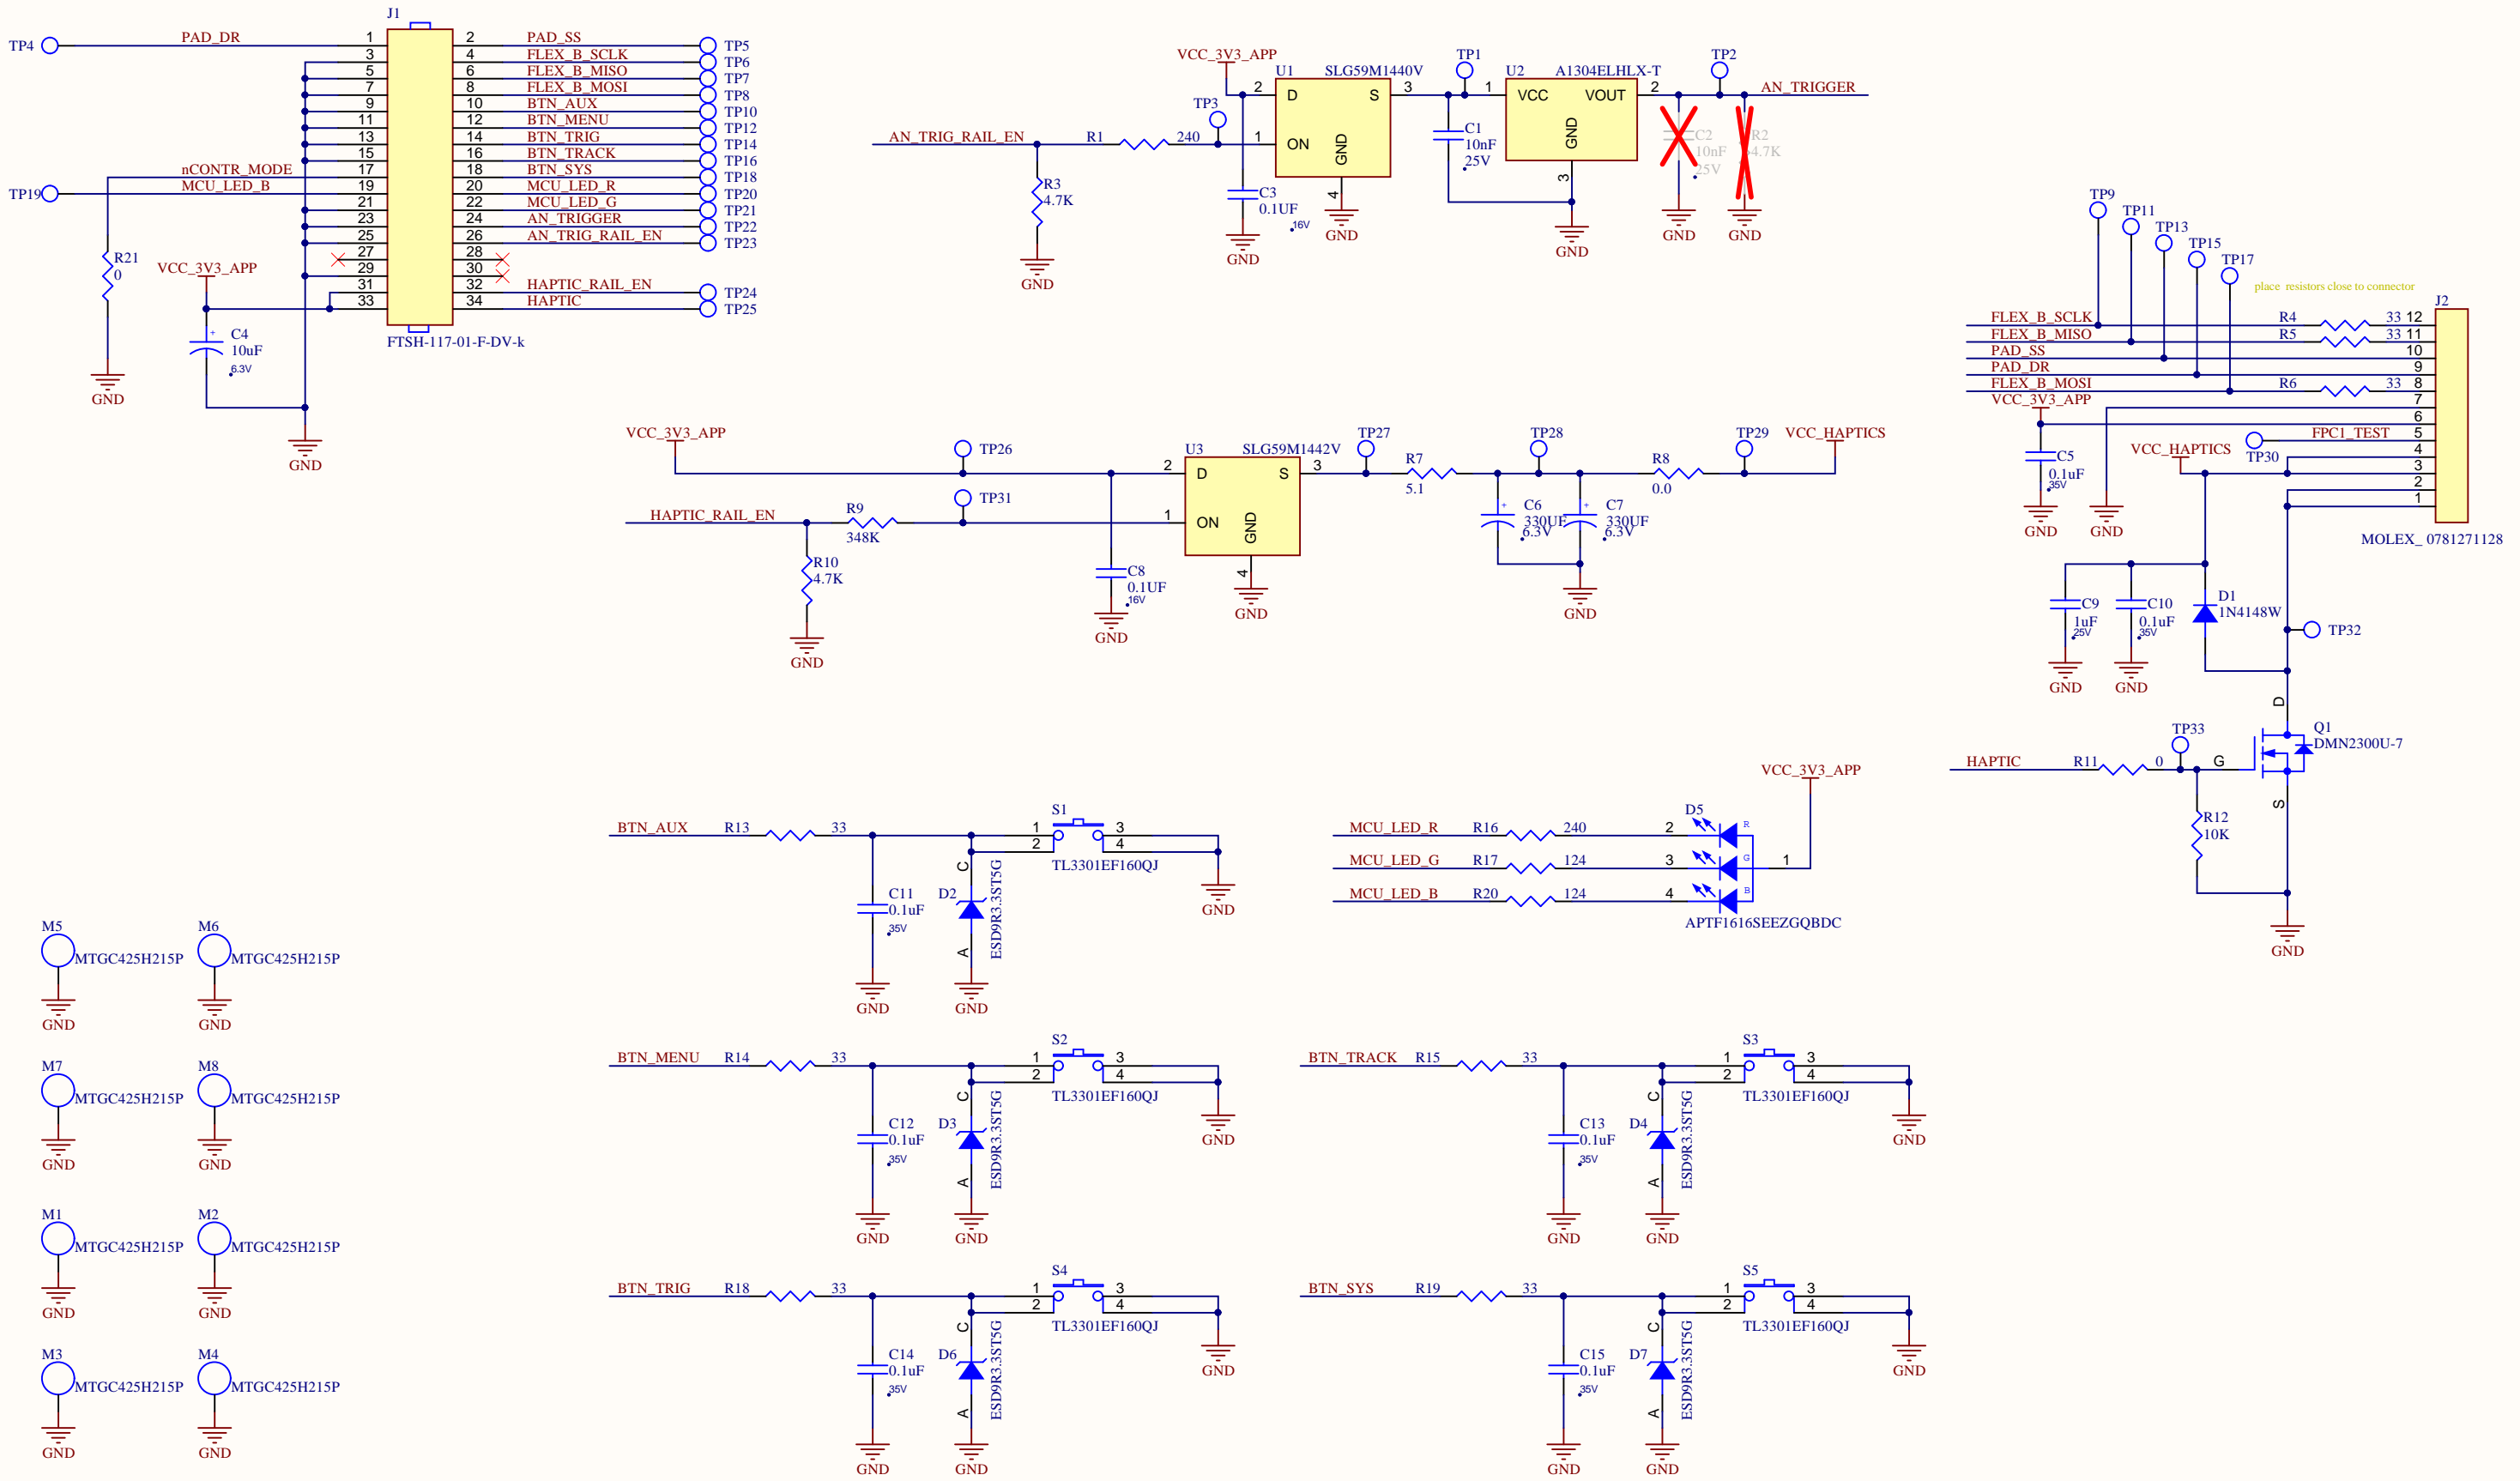 J1
TP4 PAD_DR 1 2 PAD_SS TP5
3 4 FLEX_B_SCLK TP6
5 6 FLEX_B_MISO TP7
7 8 FLEX_B_MOSI TP8
9 10 BTN_AUX TP10
11 12 BTN_MENU TP12
13 14 BTN_TRIG TP14
15 16 BTN_TRACK TP16
nCONTR_MODE 17 18 BTN_SYS TP18
TP19 MCU_LED_B 19 20 MCU_LED_R TP20
21 22 MCU_LED_G TP21
23 24 AN_TRIGGER TP22
25 26 AN_TRIG_RAIL_EN TP23
27 28
29 30
31 32 HAPTIC_RAIL_EN TP24
33 34 HAPTIC TP25
FTSH-117-01-F-DV-k
R21
0
GND
VCC_3V3_APP
+ C4
10uF
6.3V
GND
VCC_3V3_APP
U1 SLG59M1440V
2 D S 3
1 ON
GND
4
GND
TP3
AN_TRIG_RAIL_EN R1 240
R3
4.7K
GND
C3
0.1UF
16V
GND
TP1
C1
10nF
25V
U2 A1304ELHLX-T
1 VCC VOUT 2
GND
3
GND
TP2
AN_TRIGGER
C2
10nF
25V
GND
R2
4.7K
GND
TP9
TP11
TP13
TP15
TP17
place resistors close to connector
J2
FLEX_B_SCLK R4 33 12
FLEX_B_MISO R5 33 11
PAD_SS 10
PAD_DR 9
FLEX_B_MOSI R6 33 8
VCC_3V3_APP 7
6
FPC1_TEST 5
TP30
VCC_HAPTICS 4
3
2
1
MOLEX_ 0781271128
C5
0.1uF
35V
GND
GND
C9
1uF
25V
GND
C10
0.1uF
35V
GND
D1
1N4148W
TP32
D
Q1
DMN2300U-7
G
S
TP33
HAPTIC R11 0
R12
10K
GND
VCC_3V3_APP
TP26
U3 SLG59M1442V
2 D S 3
1 ON
GND
4
GND
TP31
HAPTIC_RAIL_EN R9
348K
R10
4.7K
GND
C8
0.1UF
16V
GND
TP27
R7
5.1
TP28
+ C6
330UF
6.3V
+ C7
330UF
6.3V
GND
R8
0.0
TP29
VCC_HAPTICS
BTN_AUX R13 33
C11
0.1uF
35V
GND
D2
C
A
ESD9R3.3ST5G
GND
S1
1 3
2 4
TL3301EF160QJ
GND
VCC_3V3_APP
D5
MCU_LED_R R16 240 2 R
MCU_LED_G R17 124 3 G 1
MCU_LED_B R20 124 4 B
APTF1616SEEZGQBDC
M5
MTGC425H215P
GND
M6
MTGC425H215P
GND
M7
MTGC425H215P
GND
M8
MTGC425H215P
GND
M1
MTGC425H215P
GND
M2
MTGC425H215P
GND
M3
MTGC425H215P
GND
M4
MTGC425H215P
GND
BTN_MENU R14 33
C12
0.1uF
35V
GND
D3
C
A
ESD9R3.3ST5G
GND
S2
1 3
2 4
TL3301EF160QJ
GND
BTN_TRACK R15 33
C13
0.1uF
35V
GND
D4
C
A
ESD9R3.3ST5G
GND
S3
1 3
2 4
TL3301EF160QJ
GND
BTN_TRIG R18 33
C14
0.1uF
35V
GND
D6
C
A
ESD9R3.3ST5G
GND
S4
1 3
2 4
TL3301EF160QJ
GND
BTN_SYS R19 33
C15
0.1uF
35V
GND
D7
C
A
ESD9R3.3ST5G
GND
S5
1 3
2 4
TL3301EF160QJ
GND